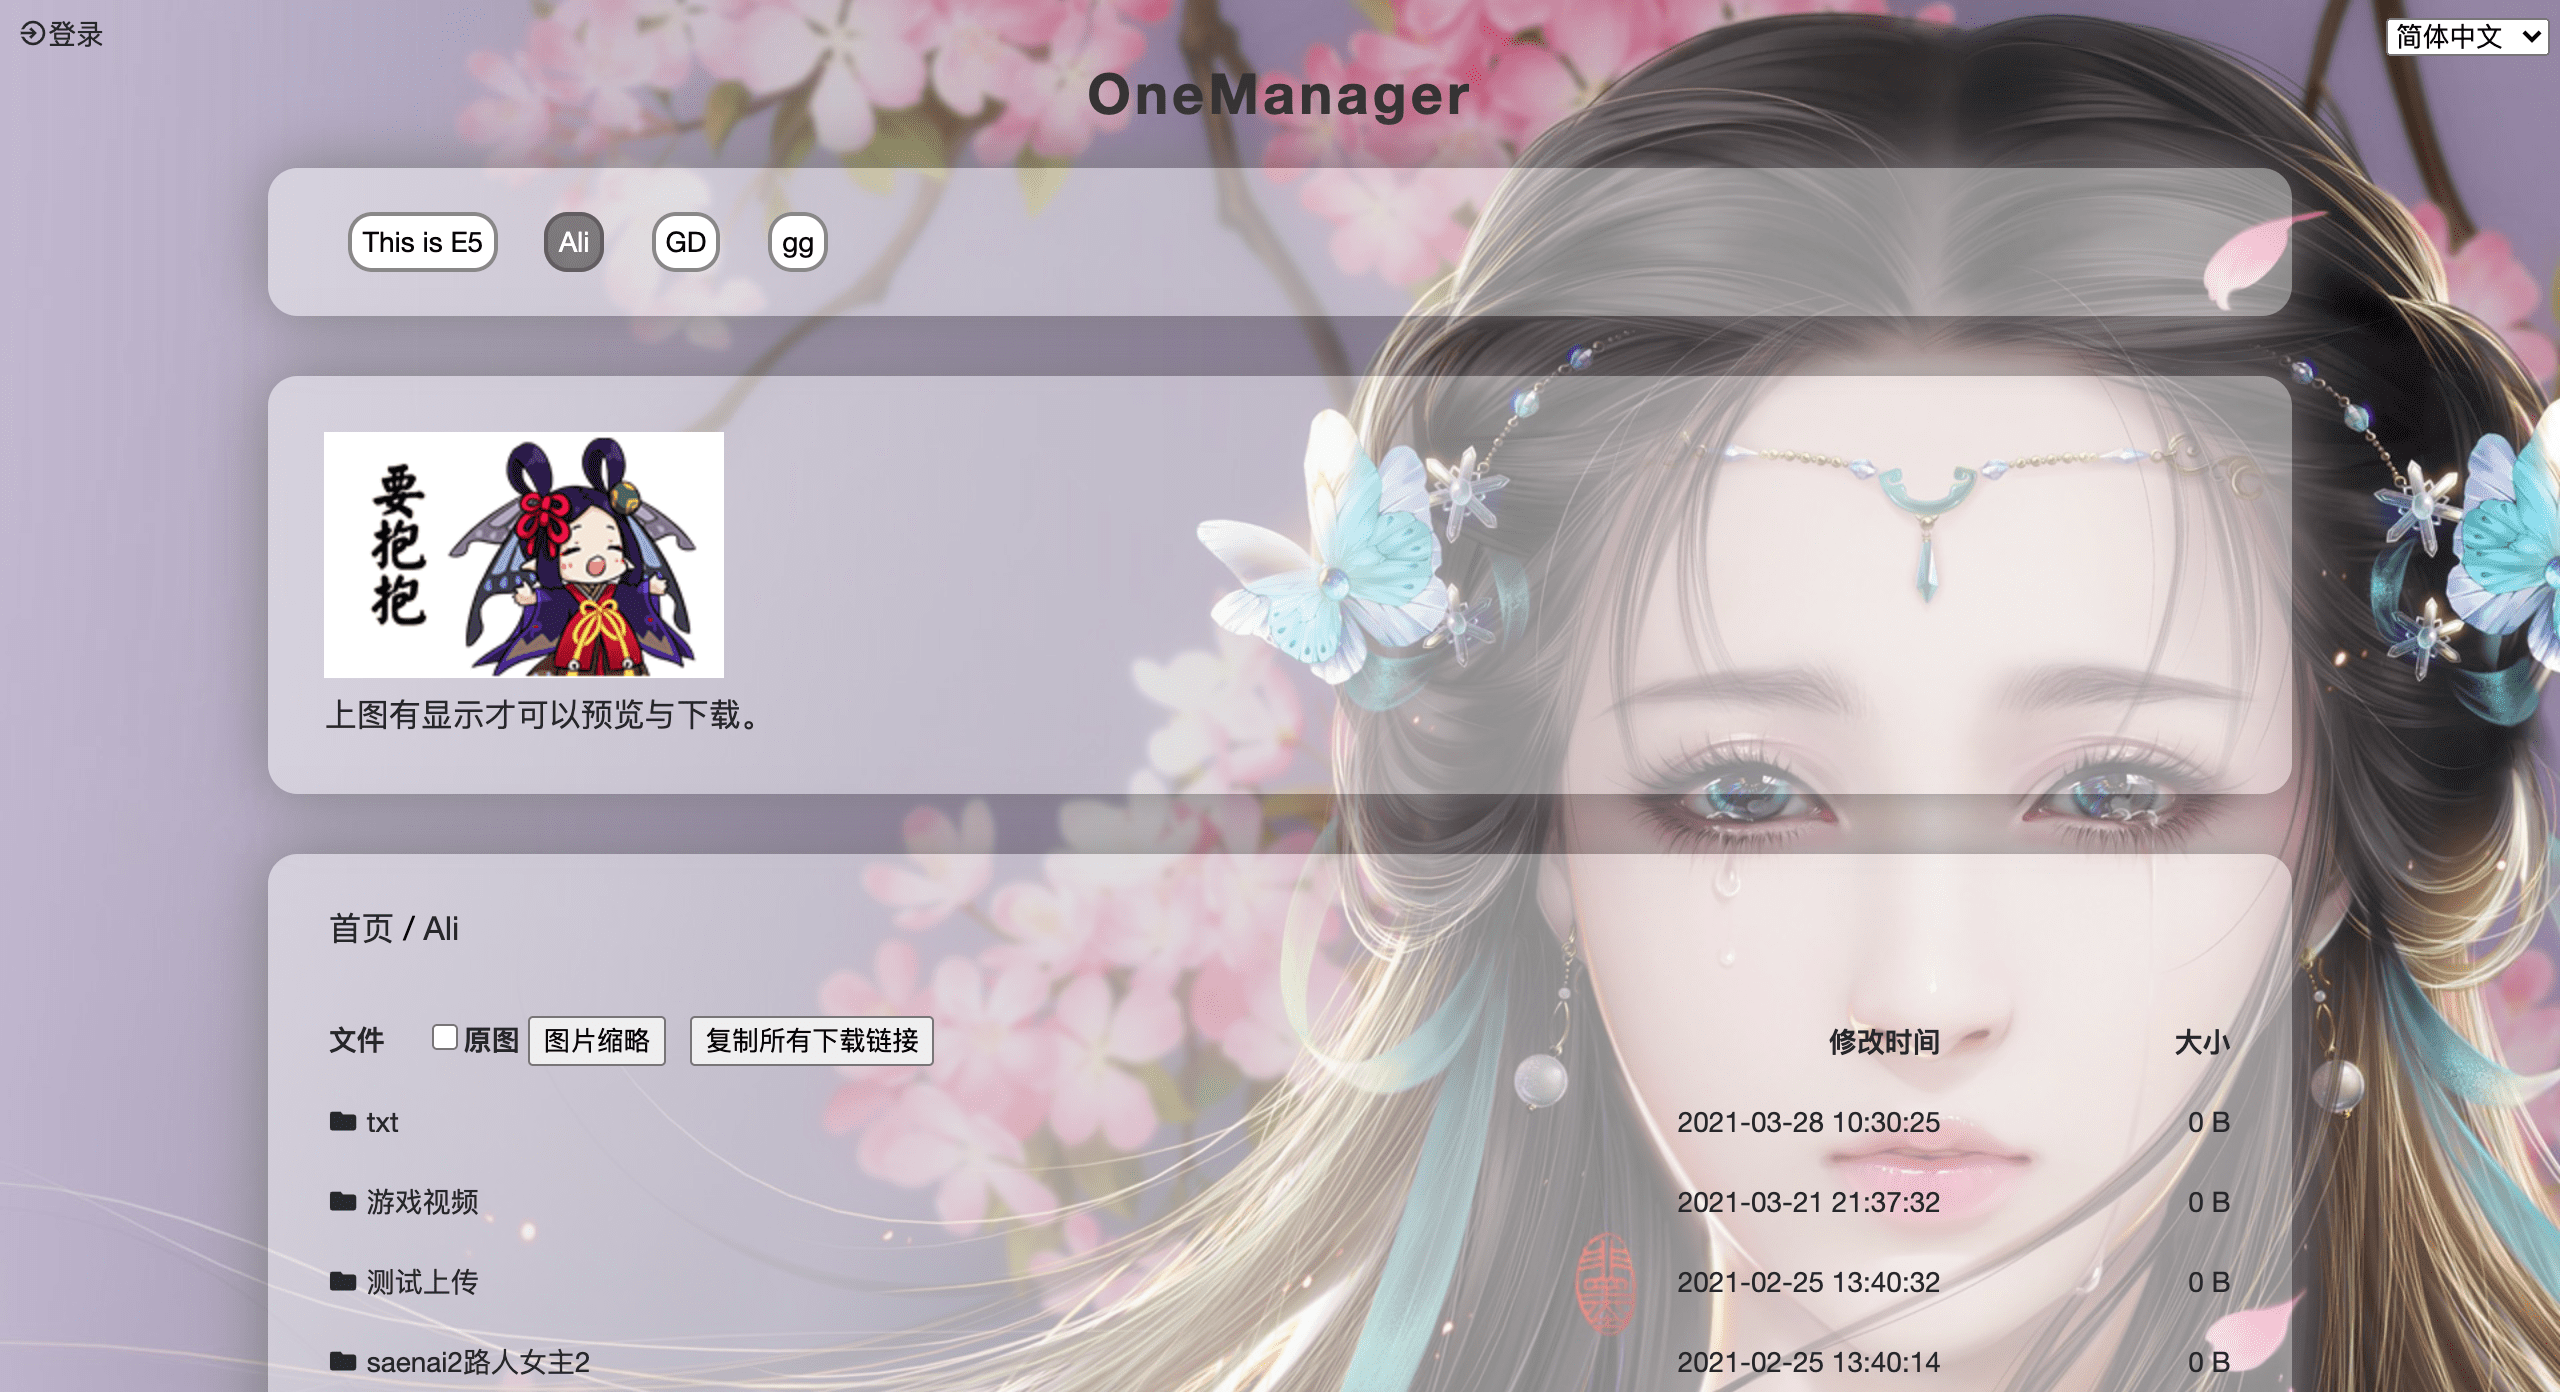 登录
简体中文
OneManager
This is E5 Ali GD gg
要抱抱
上图有显示才可以预览与下载。
首页 / Ali
文件 原图 图片缩略 复制所有下载链接 修改时间 大小
txt 2021-03-28 10:30:25 0 B
游戏视频 2021-03-21 21:37:32 0 B
测试上传 2021-02-25 13:40:32 0 B
saenai2路人女主2 2021-02-25 13:40:14 0 B